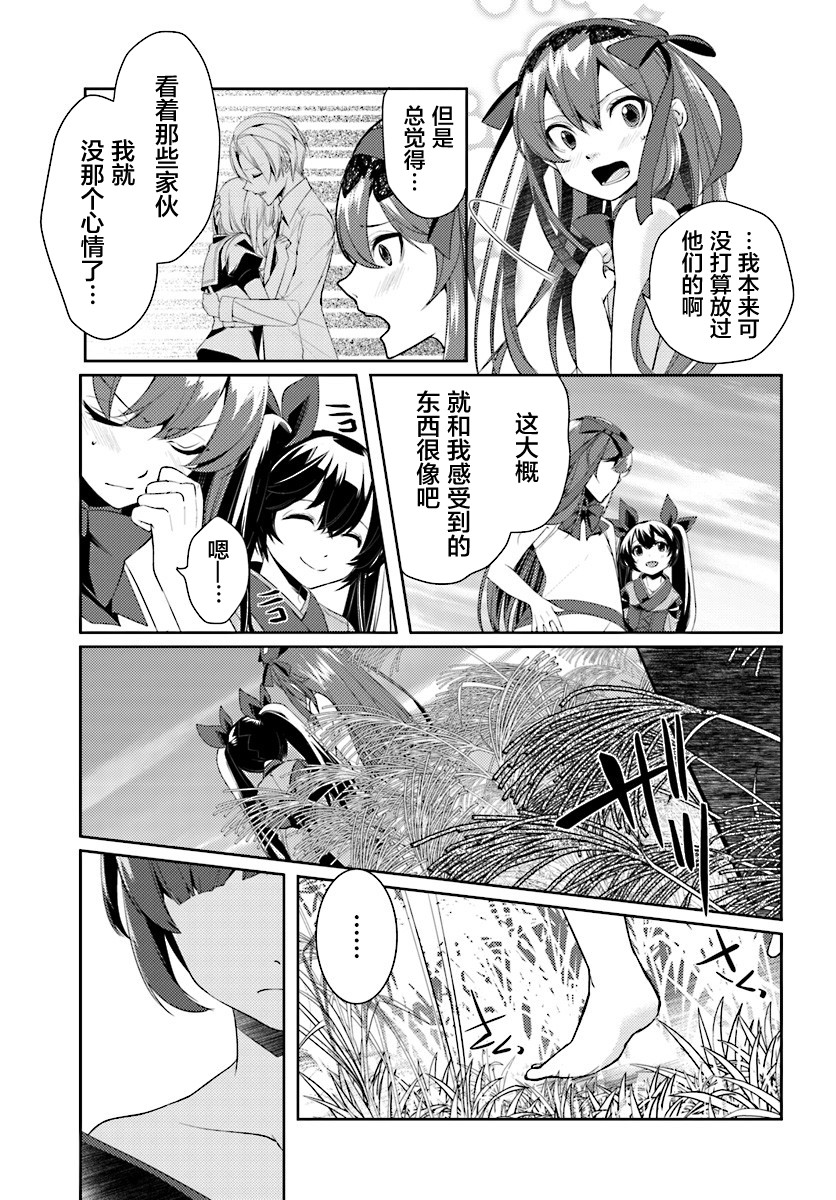 …我本来可
没打算放过
他们的啊
但是
总觉得…
看着那些家伙
我就
没那个心情了…
这大概
就和我感受到的
东西很像吧
嗯──…
……